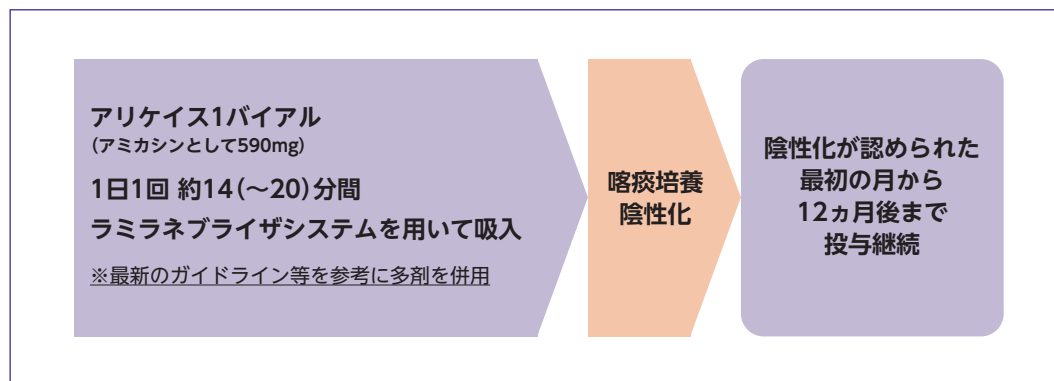 アリケイス1バイアル
（アミカシンとして590mg）
1日1回 約14（～20）分間
ラミラネブライザシステムを用いて吸入
※最新のガイドライン等を参考に多剤を併用
喀痰培養
陰性化
陰性化が認められた
最初の月から
12ヵ月後まで
投与継続